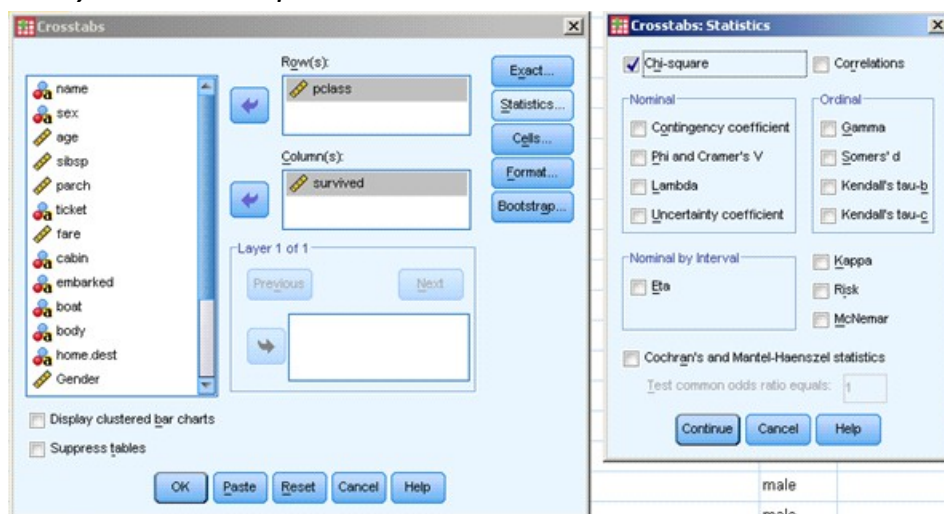 Crosstabs
name
sex
age
sibsp
parch
ticket
fare
cabin
embarked
boat
body
home.dest
Gender
Row(s):
pclass
Column(s):
survived
Layer 1 of 1
Previous
Next
Exact...
Statistics...
Cells...
Format...
Bootstrap...
Display clustered bar charts
Suppress tables
OK
Paste
Reset
Cancel
Help
Crosstabs: Statistics
Chi-square
Correlations
Nominal
Contingency coefficient
Phi and Cramer's V
Lambda
Uncertainty coefficient
Ordinal
Gamma
Somers' d
Kendall's tau-b
Kendall's tau-c
Nominal by Interval
Eta
Kappa
Risk
McNemar
Cochran's and Mantel-Haenszel statistics
Test common odds ratio equals: 1
Continue
Cancel
Help
male